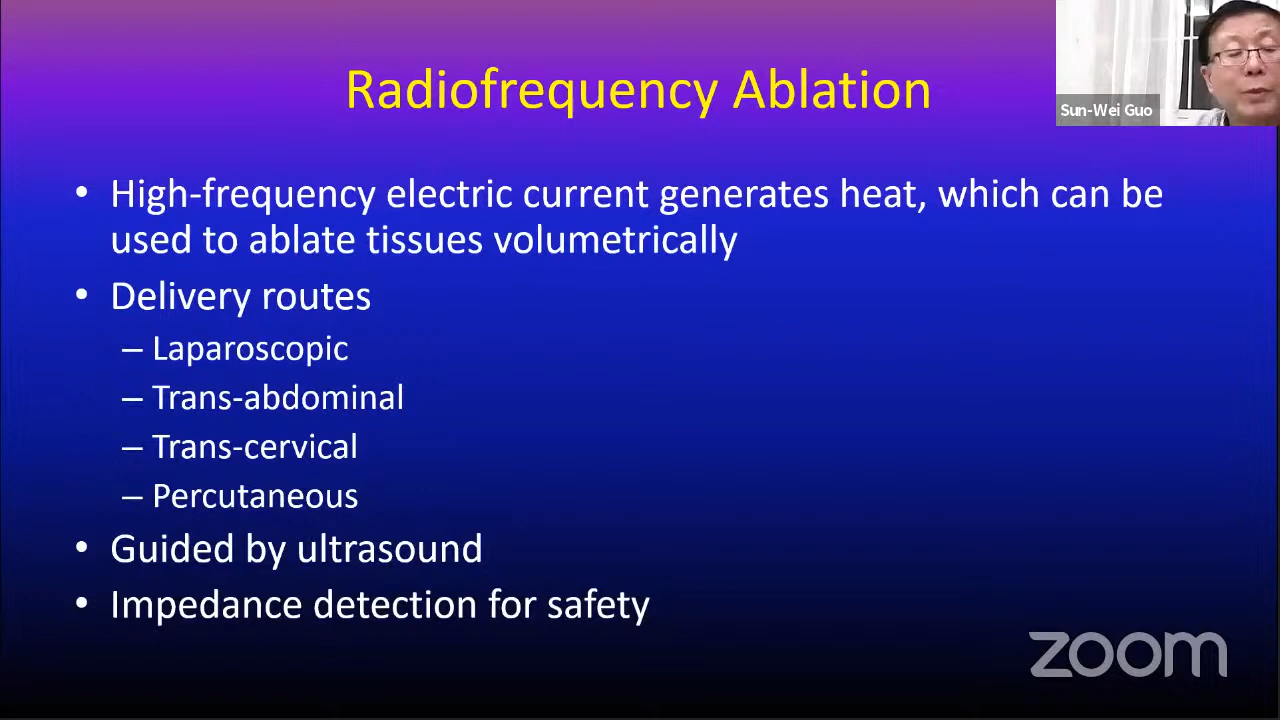 Radiofrequency Ablation
Sun-Wei Guo
• High-frequency electric current generates heat, which can be
used to ablate tissues volumetrically
• Delivery routes
– Laparoscopic
– Trans-abdominal
– Trans-cervical
– Percutaneous
• Guided by ultrasound
• Impedance detection for safety
zoom